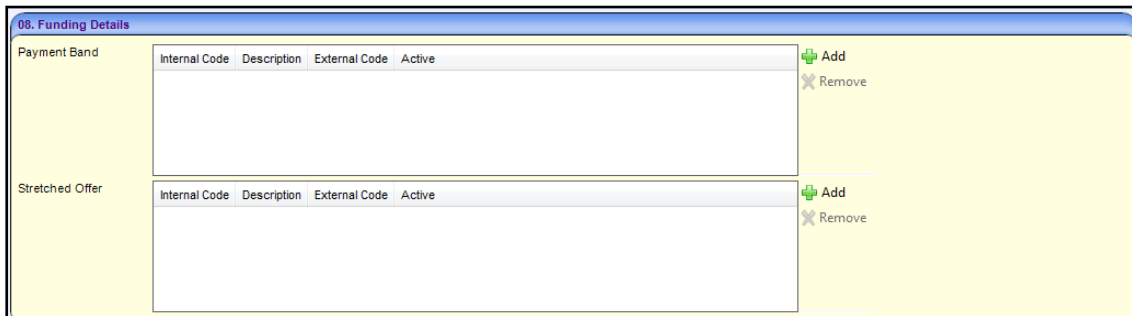 08. Funding Details
Payment Band
Internal Code Description External Code Active
Add
Remove
Stretched Offer
Internal Code Description External Code Active
Add
Remove